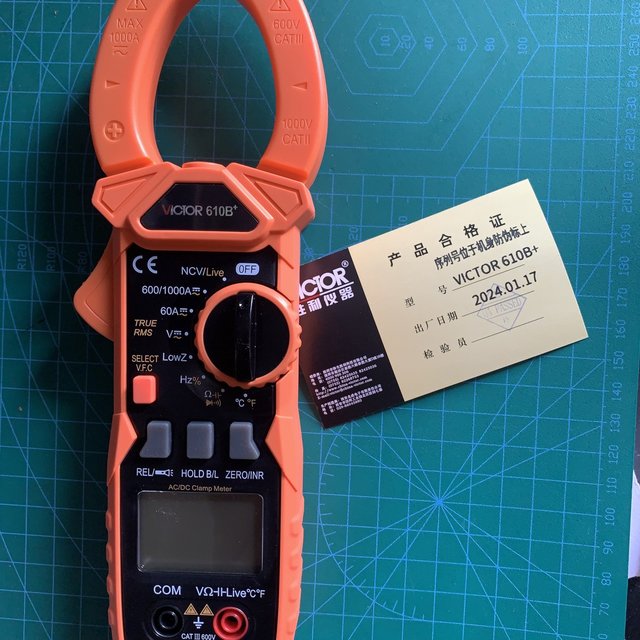 MAX
1000A
600V
CATIII
1000V
CATII
VICTOR 610B+
CE
NCV/Live
OFF
600/1000A
60A
TRUE
RMS
V
SELECT
V.F.C
LowZ
Hz%
Ω
°C°F
REL/
HOLD B/L
ZERO/INR
AC/DC Clamp Meter
COM
VΩ⊣⊢Live°C°F
CAT III 600V
VICTOR®
胜利仪器
产品合格证
序列号位于机身防伪标上
型 号 VICTOR 610B+
出厂日期 2024.01.17
检验员